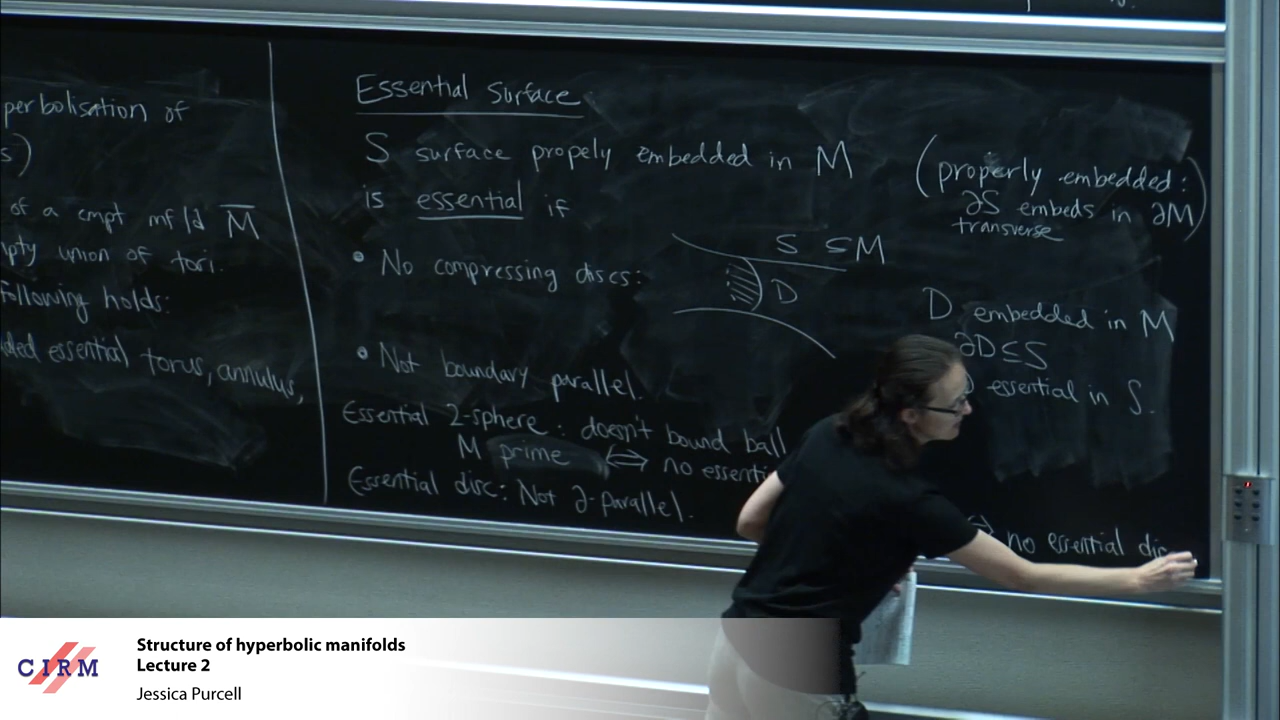 perbolisation of
s)
of a cmpt mfld M̅
pty union of tori.
Following holds:
ded essential torus, annulus,
Essential Surface
S surface propely embedded in M
is essential if
• No compressing discs:
• Not boundary parallel.
Essential 2-sphere: doesn't bound ball
M prime ⟺ no essenti
Essential disc: Not ∂-parallel.
S ⊆ M
D
(properly embedded:
∂S embeds in ∂M)
transverse
D embedded in M
∂D ⊆ S
essential in S.
no essential disc
CIRM
Structure of hyperbolic manifolds
Lecture 2
Jessica Purcell